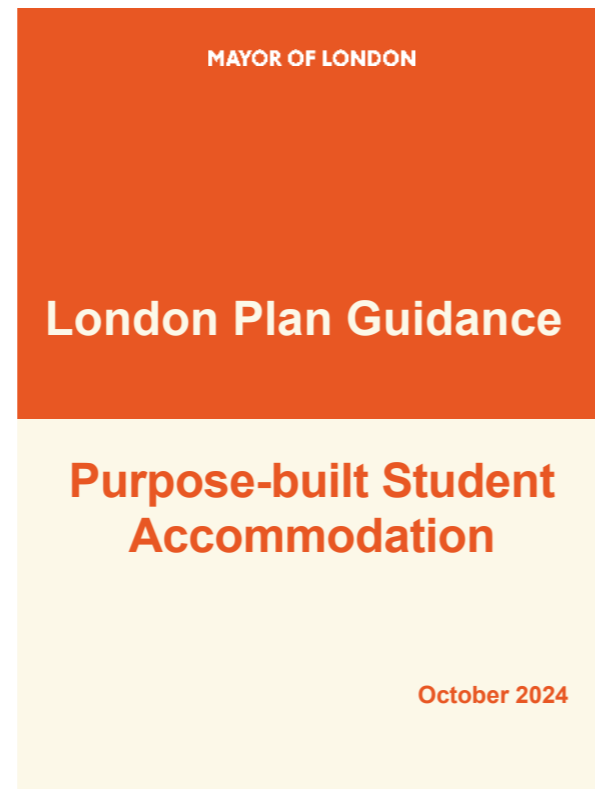 MAYOR OF LONDON
London Plan Guidance
Purpose-built Student
Accommodation
October 2024